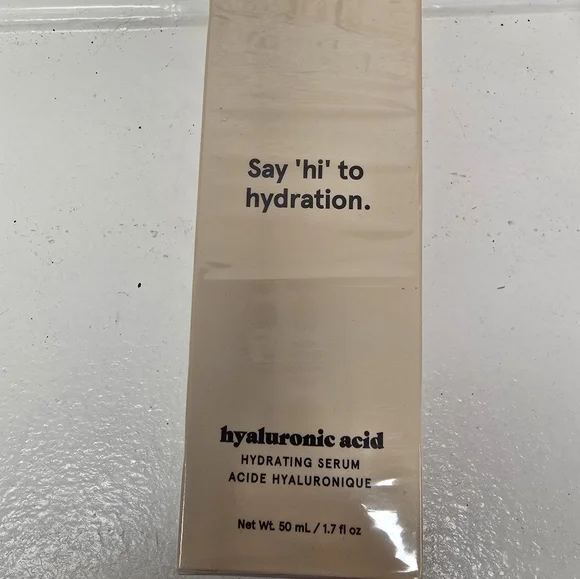 Say 'hi' to
hydration.
hyaluronic acid
HYDRATING SERUM
ACIDE HYALURONIQUE
Net Wt. 50 mL / 1.7 fl oz